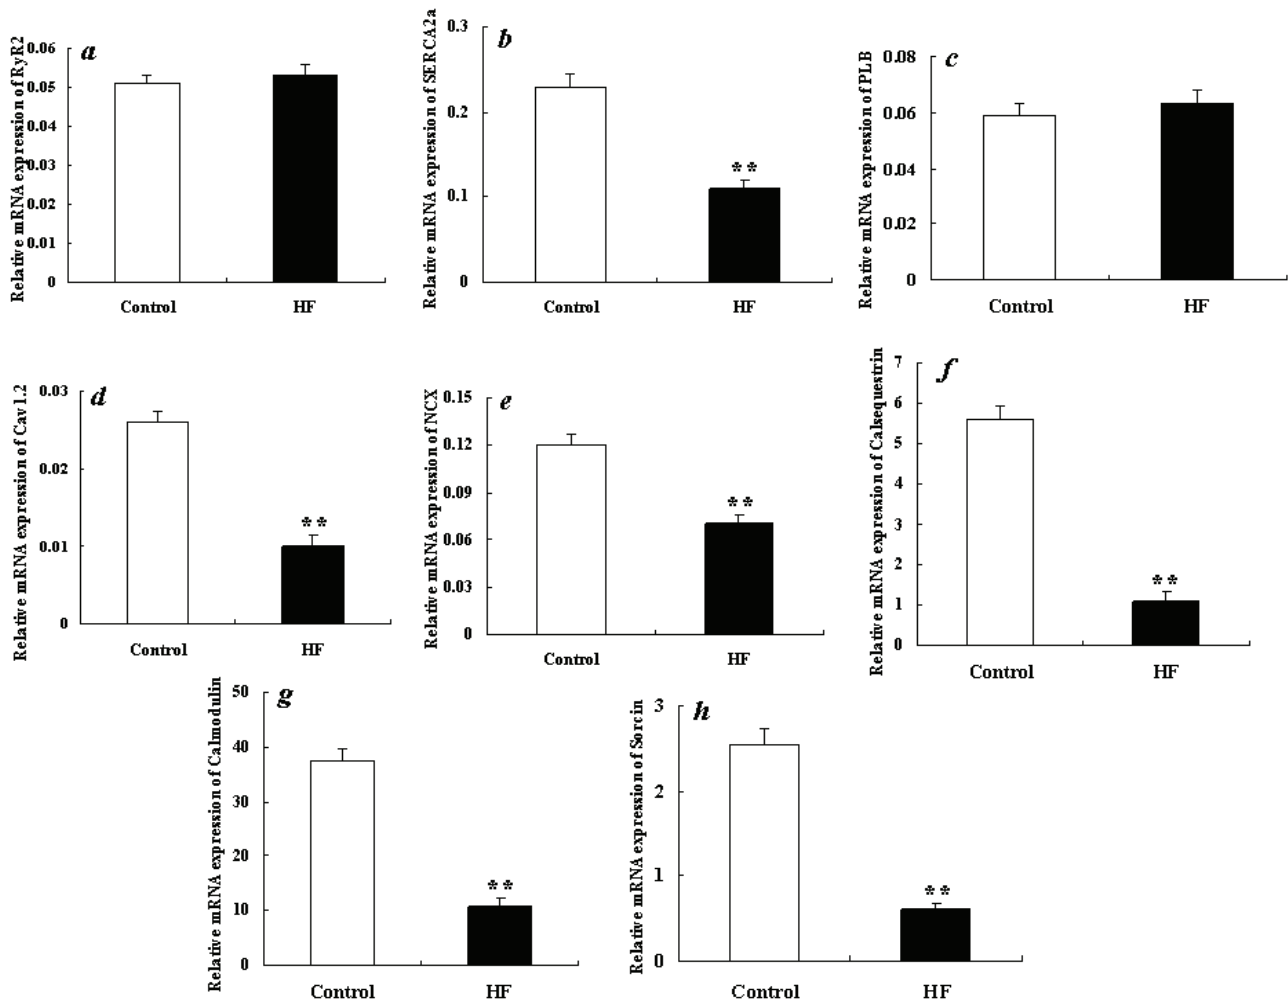 a
Relative mRNA expression of RyR2
0.06
0.05
0.04
0.03
0.02
0.01
0
Control HF
b
Relative mRNA expression of SERCA2a
0.3
0.2
0.1
0
**
Control HF
c
Relative mRNA expression of PLB
0.08
0.06
0.04
0.02
0
Control HF
d
Relative mRNA expression of Cav1.2
0.03
0.02
0.01
0
**
Control HF
e
Relative mRNA expression of NCX
0.15
0.12
0.09
0.06
0.03
0
**
Control HF
f
Relative mRNA expression of Calsequestrin
7
6
5
4
3
2
1
0
**
Control HF
g
Relative mRNA expression of Calmodulin
50
40
30
20
10
0
**
Control HF
h
Relative mRNA expression of Sorcin
3
2
1
0
**
Control HF